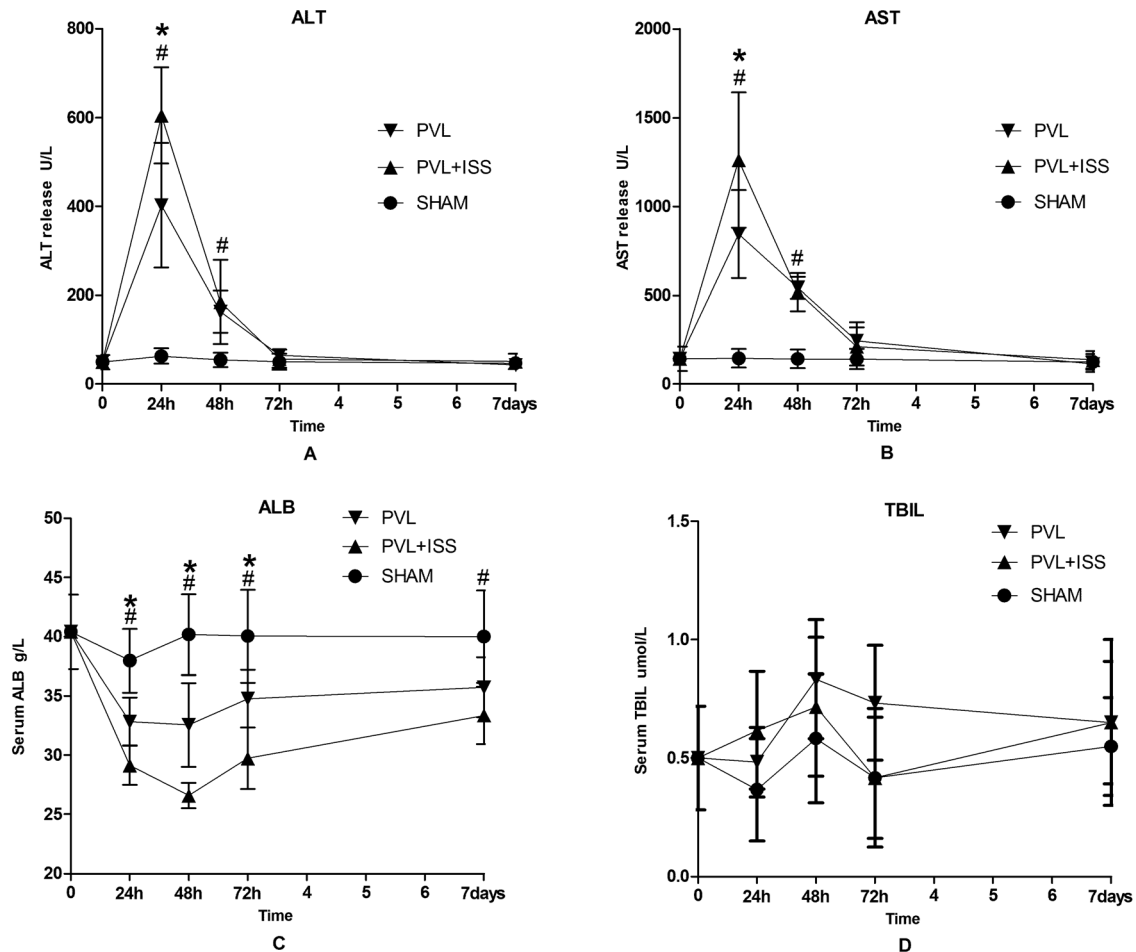 ALT
800
600
400
200
0
ALT release U/L
*
#
#
PVL
PVL+ISS
SHAM
0 24h 48h 72h 4 5 6 7days
Time
A
AST
2000
1500
1000
500
0
AST release U/L
*
#
#
PVL
PVL+ISS
SHAM
0 24h 48h 72h 4 5 6 7days
Time
B
ALB
50
45
40
35
30
25
20
Serum ALB g/L
PVL
PVL+ISS
SHAM
* * *
# # # #
0 24h 48h 72h 4 5 6 7days
Time
C
TBIL
1.5
1.0
0.5
0.0
Serum TBIL umol/L
PVL
PVL+ISS
SHAM
0 24h 48h 72h 4 5 6 7days
Time
D